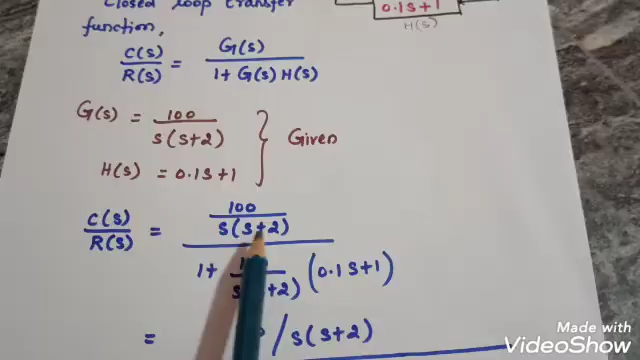 Closed loop transfer
function,
0.1s+1
H(s)
C(s)/R(s) = G(s)/1 + G(s) H(s)
G(s) = 100/s(s+2)
Given
H(s) = 0.1s+1
C(s)/R(s) = 100/s(s+2)
1+ s +2) (0.1s+1)
= / s(s+2)
Made with
VideoShow